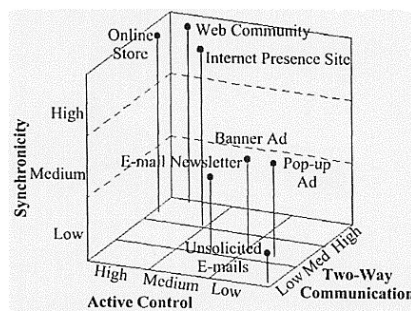 Online
Store
Web Community
Internet Presence Site
High
Banner Ad
E-mail Newsletter
Pop-up
Ad
Medium
Synchronicity
Low
Unsolicited
E-mails
High
Medium
Low
Low Med High
Active Control
Two-Way
Communication